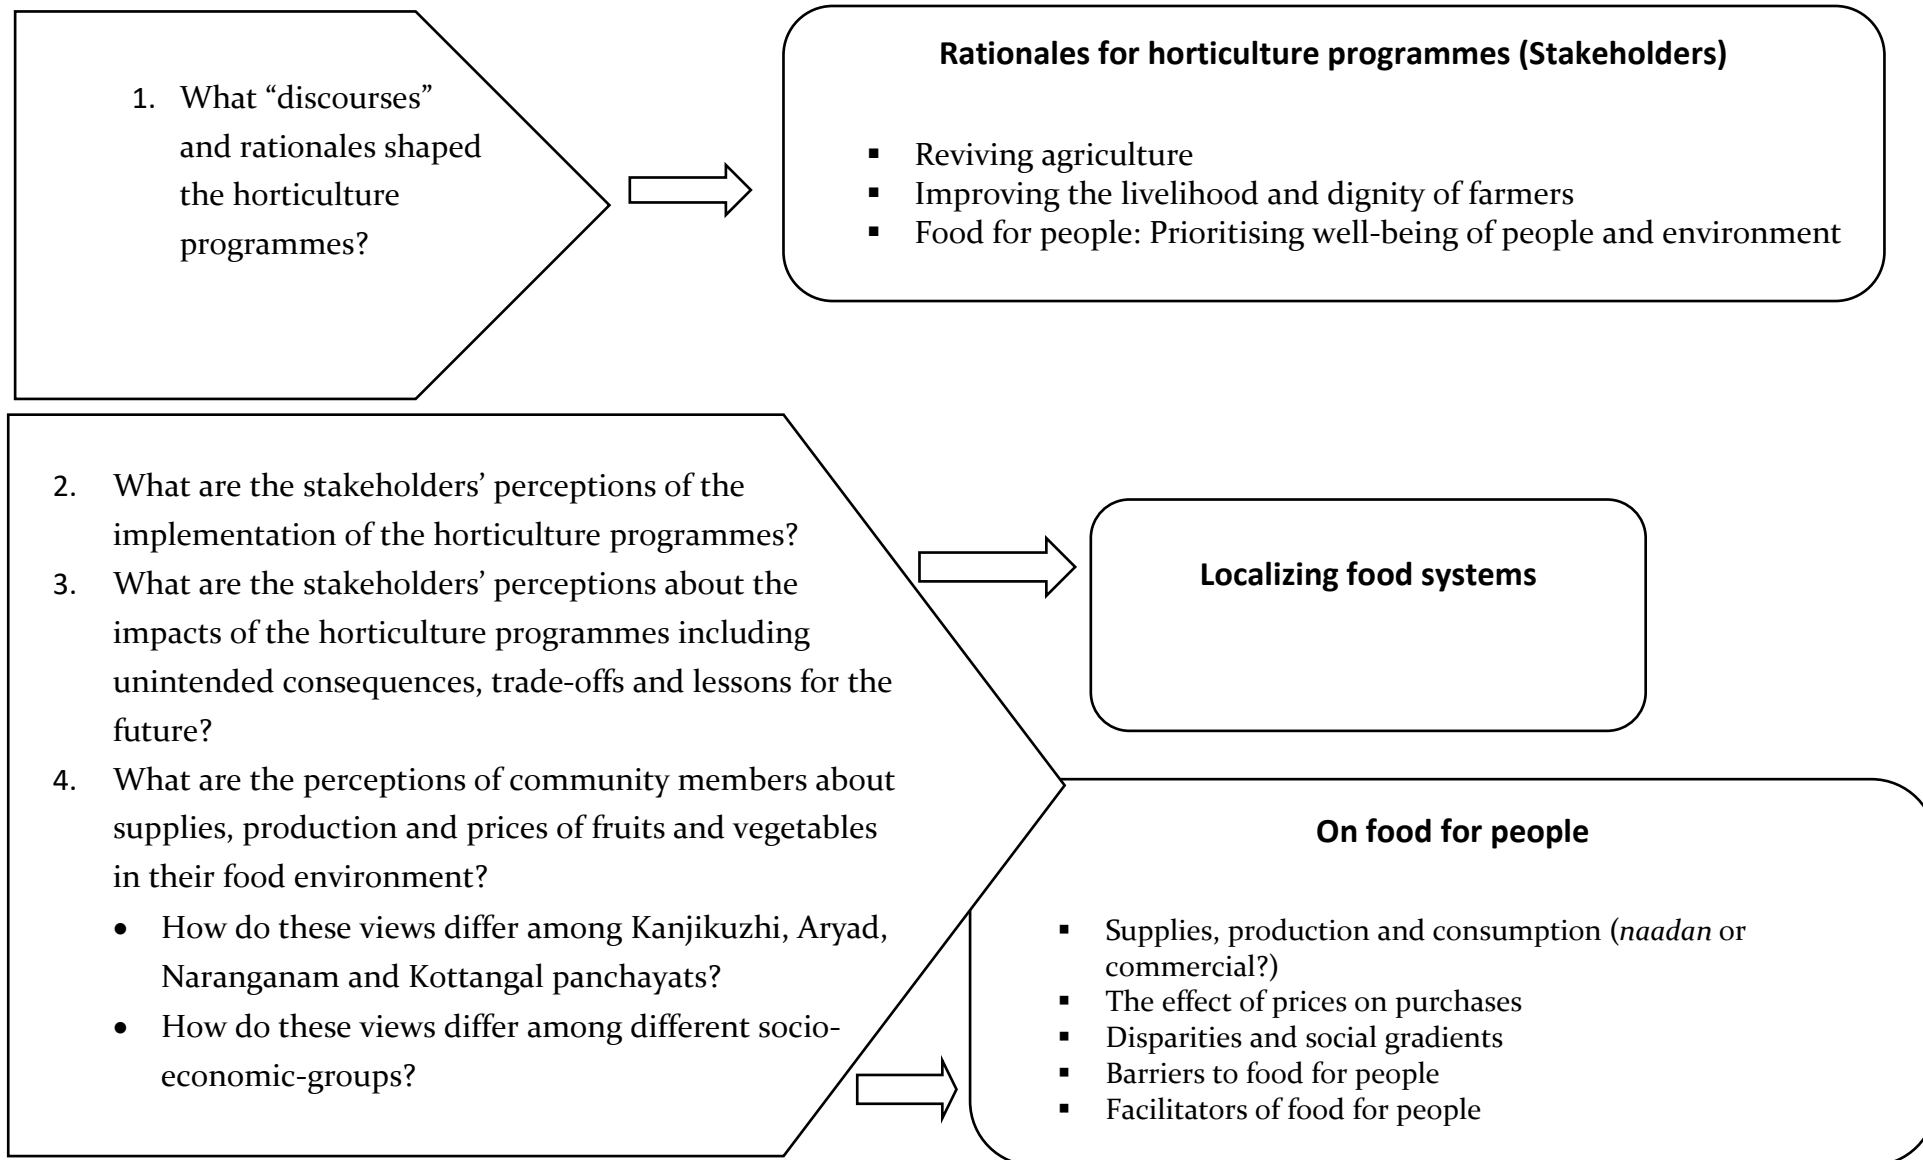 1. What “discourses”
and rationales shaped
the horticulture
programmes?
Rationales for horticulture programmes (Stakeholders)
▪ Reviving agriculture
▪ Improving the livelihood and dignity of farmers
▪ Food for people: Prioritising well-being of people and environment
2. What are the stakeholders’ perceptions of the
implementation of the horticulture programmes?
3. What are the stakeholders’ perceptions about the
impacts of the horticulture programmes including
unintended consequences, trade-offs and lessons for the
future?
4. What are the perceptions of community members about
supplies, production and prices of fruits and vegetables
in their food environment?
• How do these views differ among Kanjikuzhi, Aryad,
Naranganam and Kottangal panchayats?
• How do these views differ among different socio-
economic-groups?
Localizing food systems
On food for people
▪ Supplies, production and consumption (naadan or
commercial?)
▪ The effect of prices on purchases
▪ Disparities and social gradients
▪ Barriers to food for people
▪ Facilitators of food for people